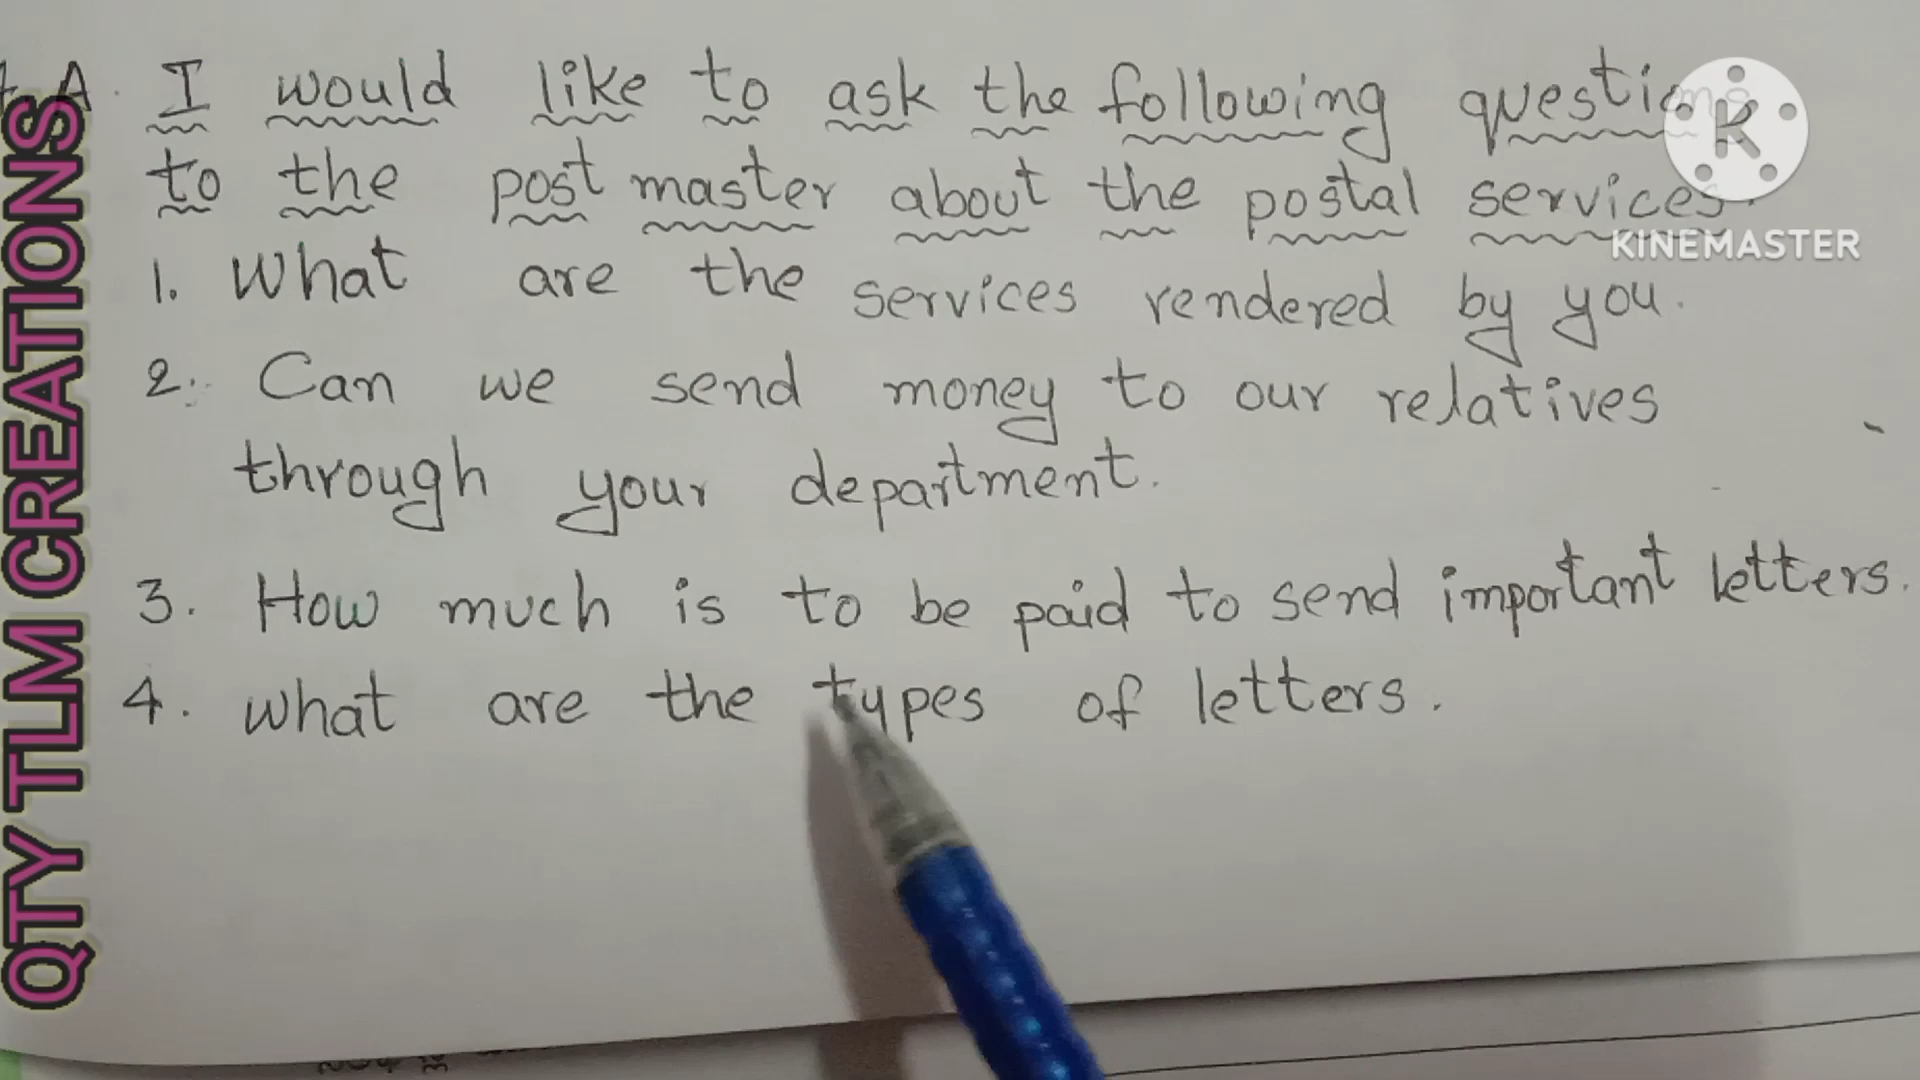 A. I would like to ask the following questions
to the post master about the postal services.
1. What are the services rendered by you.
2. Can we send money to our relatives
through your department.
3. How much is to be paid to send important letters.
4. what are the types of letters.
KINEMASTER
QTY TLM CREATIONS